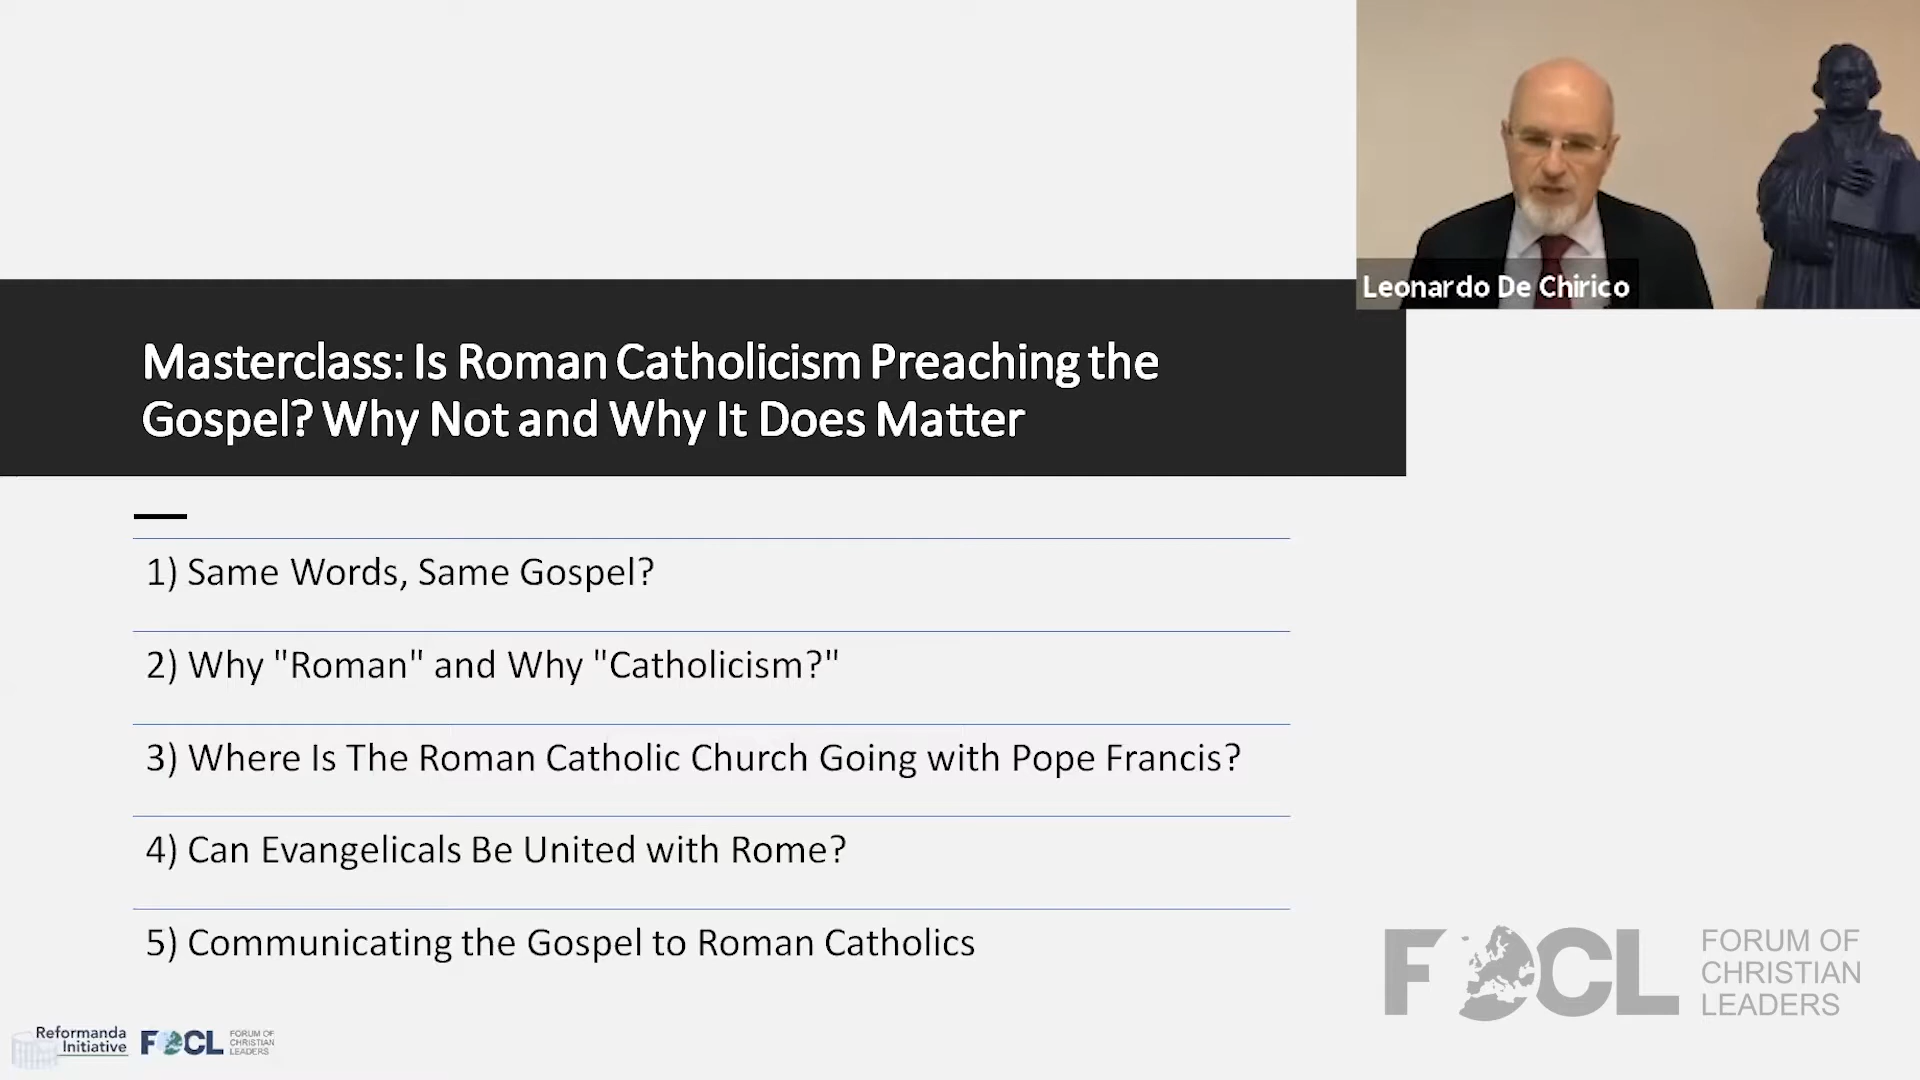 Leonardo De Chirico
Masterclass: Is Roman Catholicism Preaching the
Gospel? Why Not and Why It Does Matter
1) Same Words, Same Gospel?
2) Why "Roman" and Why "Catholicism?"
3) Where Is The Roman Catholic Church Going with Pope Francis?
4) Can Evangelicals Be United with Rome?
5) Communicating the Gospel to Roman Catholics
FOCL
FORUM OF
CHRISTIAN
LEADERS
Reformanda
Initiative
FOCL
FORUM OF
CHRISTIAN
LEADERS